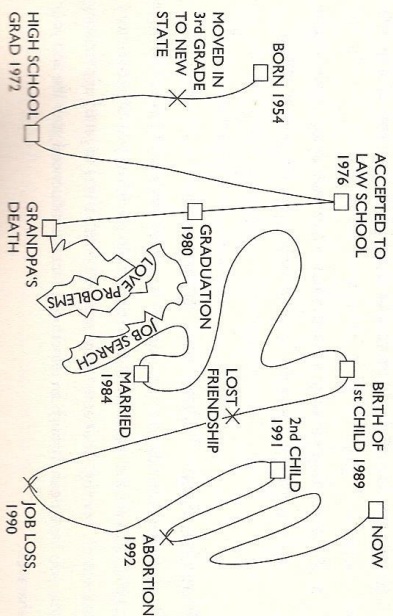 BORN 1954
MOVED IN
3rd GRADE
TO NEW
STATE
HIGH SCHOOL
GRAD 1972
ACCEPTED TO
LAW SCHOOL
1976
GRADUATION
1980
GRANDPA'S
DEATH
LOVE PROBLEMS
JOB SEARCH
MARRIED
1984
BIRTH OF
1st CHILD 1989
LOST
FRIENDSHIP
JOB LOSS,
1990
2nd CHILD
1991
ABORTION
1992
NOW